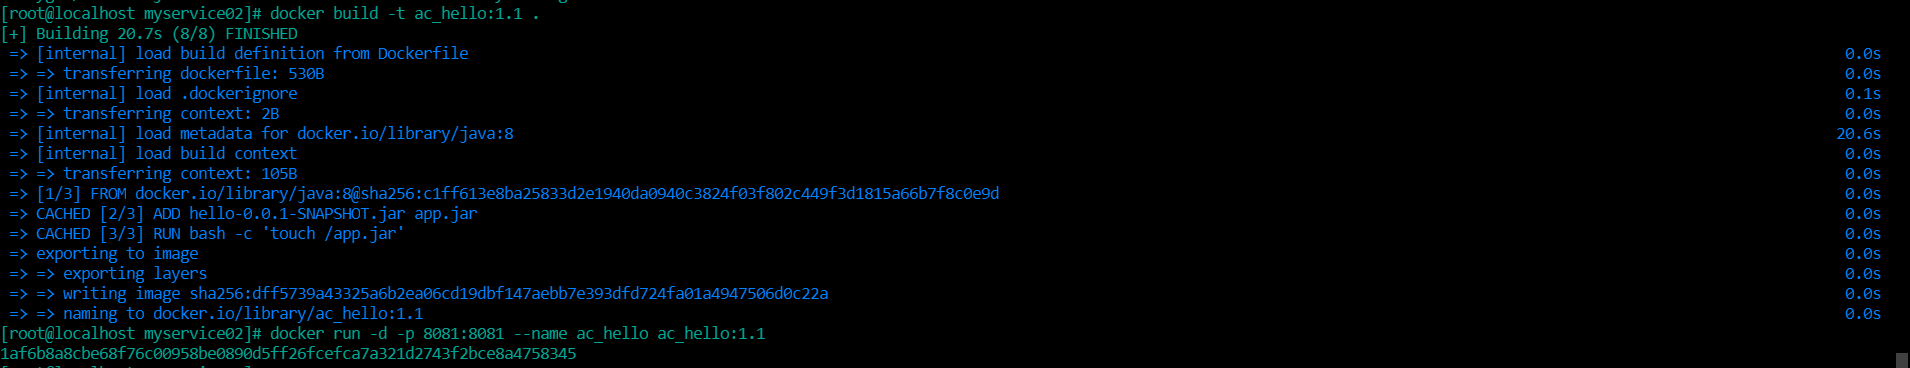 [root@localhost myservice02]# docker build -t ac_hello:1.1 .
[+] Building 20.7s (8/8) FINISHED
=> [internal] load build definition from Dockerfile 0.0s
=> => transferring dockerfile: 530B 0.0s
=> [internal] load .dockerignore 0.1s
=> => transferring context: 2B 0.0s
=> [internal] load metadata for docker.io/library/java:8 20.6s
=> [internal] load build context 0.0s
=> => transferring context: 105B 0.0s
=> [1/3] FROM docker.io/library/java:8@sha256:c1ff613e8ba25833d2e1940da0940c3824f03f802c449f3d1815a66b7f8c0e9d 0.0s
=> CACHED [2/3] ADD hello-0.0.1-SNAPSHOT.jar app.jar 0.0s
=> CACHED [3/3] RUN bash -c 'touch /app.jar' 0.0s
=> exporting to image 0.0s
=> => exporting layers 0.0s
=> => writing image sha256:dff5739a43325a6b2ea06cd19dbf147aebb7e393dfd724fa01a4947506d0c22a 0.0s
=> => naming to docker.io/library/ac_hello:1.1 0.0s
[root@localhost myservice02]# docker run -d -p 8081:8081 --name ac_hello ac_hello:1.1
1af6b8a8cbe68f76c00958be0890d5ff26fcefca7a321d2743f2bce8a4758345